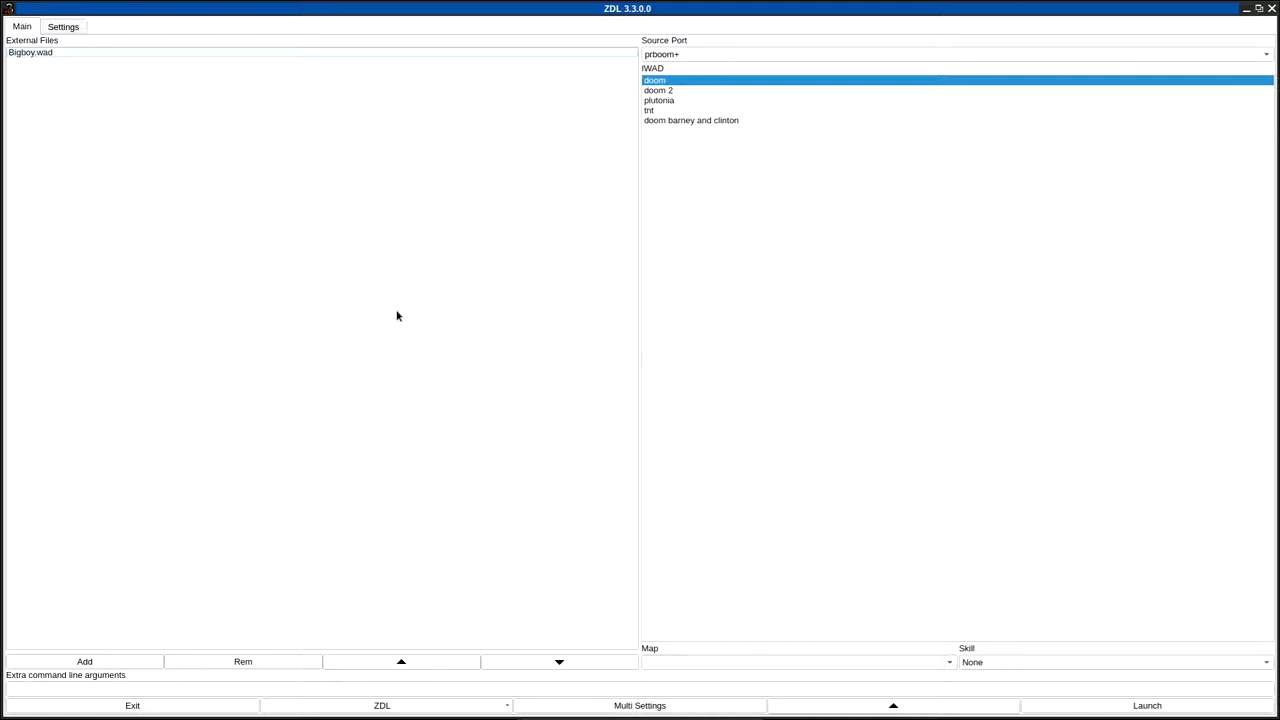 ZDL 3.3.0.0
Main Settings
External Files
Bigboy.wad
Source Port
prboom+
IWAD
doom
doom 2
plutonia
tnt
doom barney and clinton
Map Skill
None
Add Rem
Extra command line arguments
Exit ZDL Multi Settings Launch